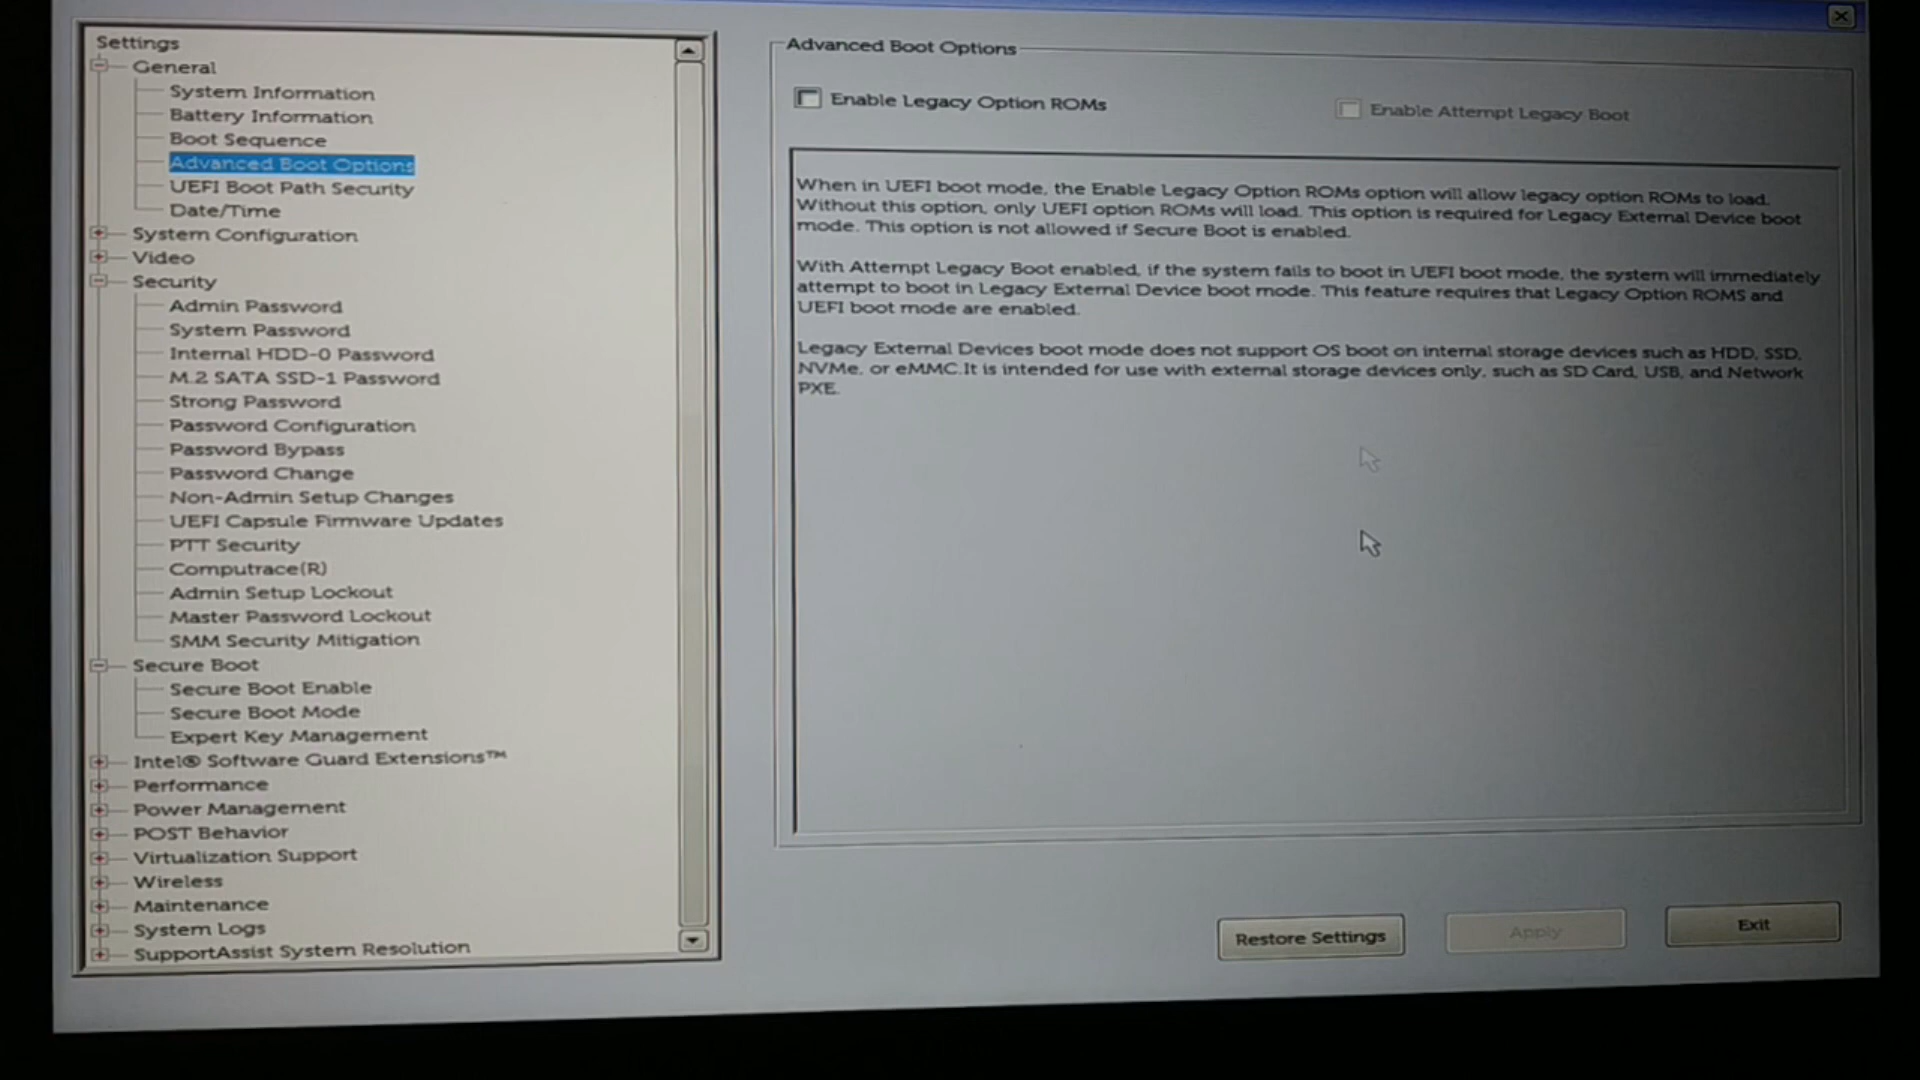 Settings
General
System Information
Battery Information
Boot Sequence
Advanced Boot Options
UEFI Boot Path Security
Date/Time
System Configuration
Video
Security
Admin Password
System Password
Internal HDD-0 Password
M.2 SATA SSD-1 Password
Strong Password
Password Configuration
Password Bypass
Password Change
Non-Admin Setup Changes
UEFI Capsule Firmware Updates
PTT Security
Computrace(R)
Admin Setup Lockout
Master Password Lockout
SMM Security Mitigation
Secure Boot
Secure Boot Enable
Secure Boot Mode
Expert Key Management
Intel® Software Guard Extensions™
Performance
Power Management
POST Behavior
Virtualization Support
Wireless
Maintenance
System Logs
SupportAssist System Resolution
Advanced Boot Options
Enable Legacy Option ROMs
Enable Attempt Legacy Boot
When in UEFI boot mode, the Enable Legacy Option ROMs option will allow legacy option ROMs to load.
Without this option, only UEFI option ROMs will load. This option is required for Legacy External Device boot
mode. This option is not allowed if Secure Boot is enabled.
With Attempt Legacy Boot enabled, if the system fails to boot in UEFI boot mode, the system will immediately
attempt to boot in Legacy External Device boot mode. This feature requires that Legacy Option ROMS and
UEFI boot mode are enabled.
Legacy External Devices boot mode does not support OS boot on internal storage devices such as HDD, SSD,
NVMe, or eMMC.It is intended for use with external storage devices only, such as SD Card, USB, and Network
PXE.
Restore Settings
Apply
Exit